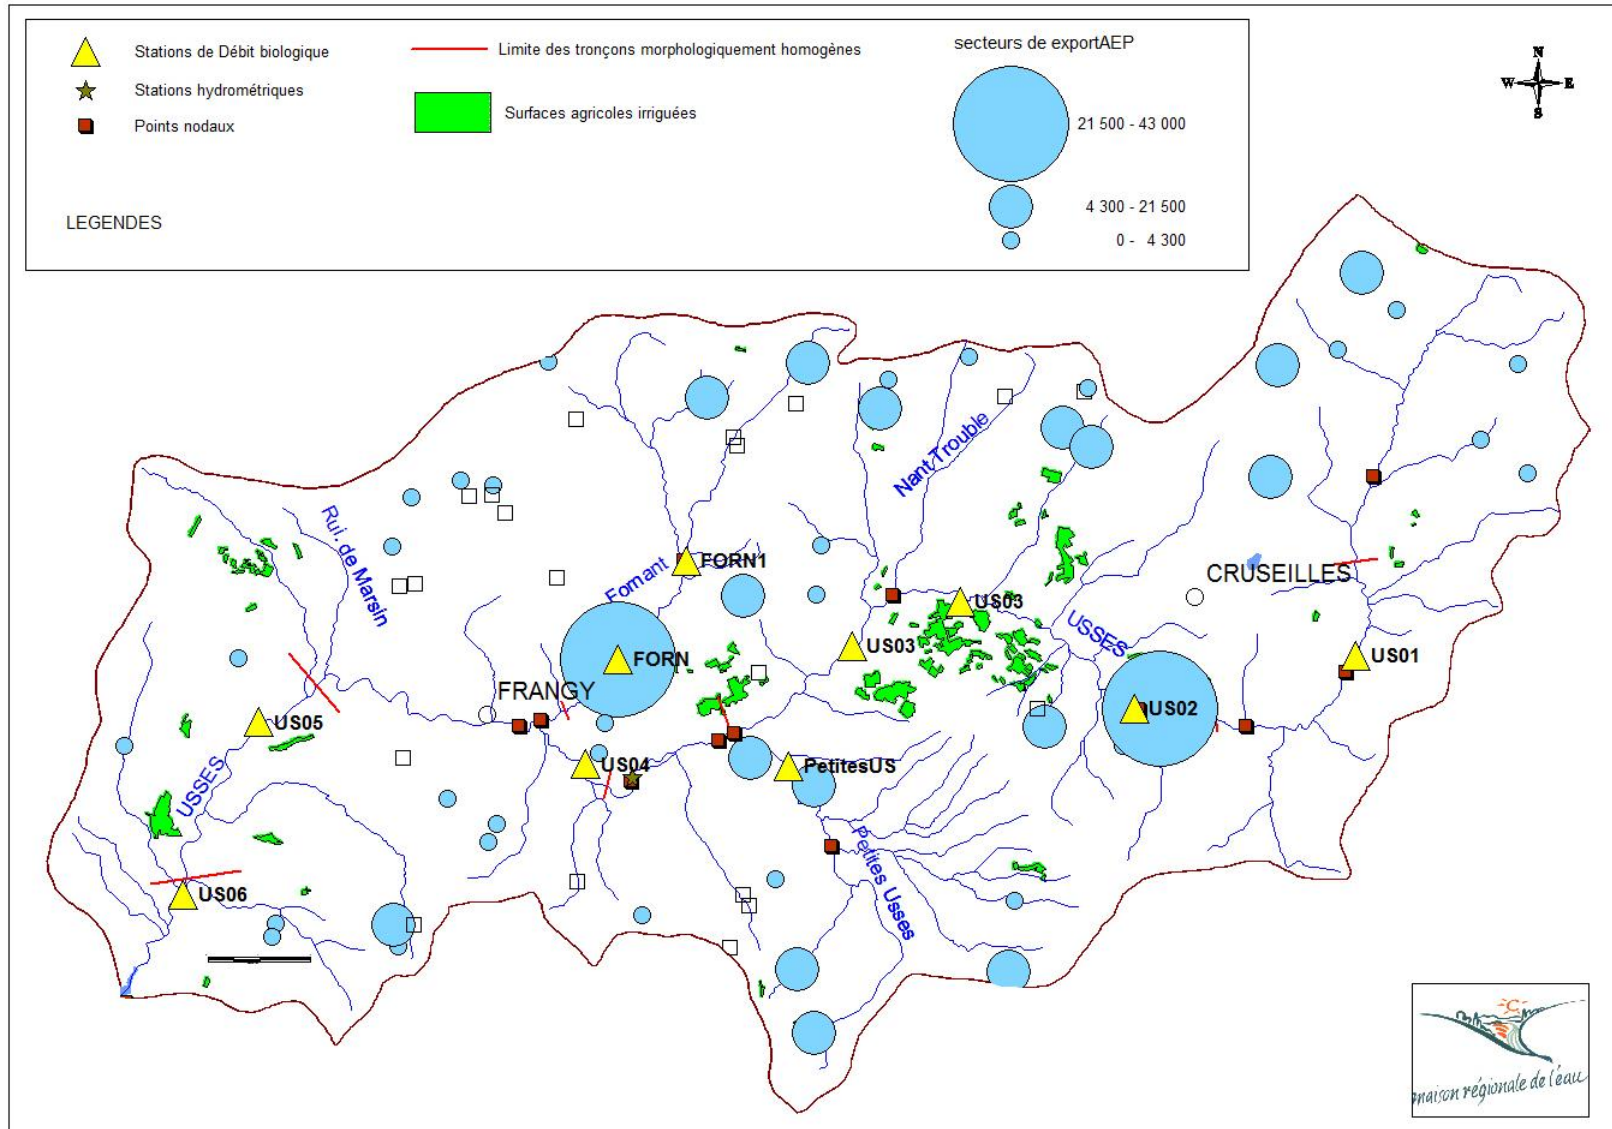 Stations de Débit biologique
Stations hydrométriques
Points nodaux
LEGENDES
Limite des tronçons morphologiquement homogènes
Surfaces agricoles irriguées
secteurs de exportAEP
21 500 - 43 000
4 300 - 21 500
0 - 4 300
N
W E
S
Rui. de Marsin
Fornant
FORN1
Nant Trouble
CRUSEILLES
US03
USSES
US03
US01
FORN
FRANGY
US05
US02
US04
PetitesUS
USSES
Petites Usses
US06
maison régionale de l'eau